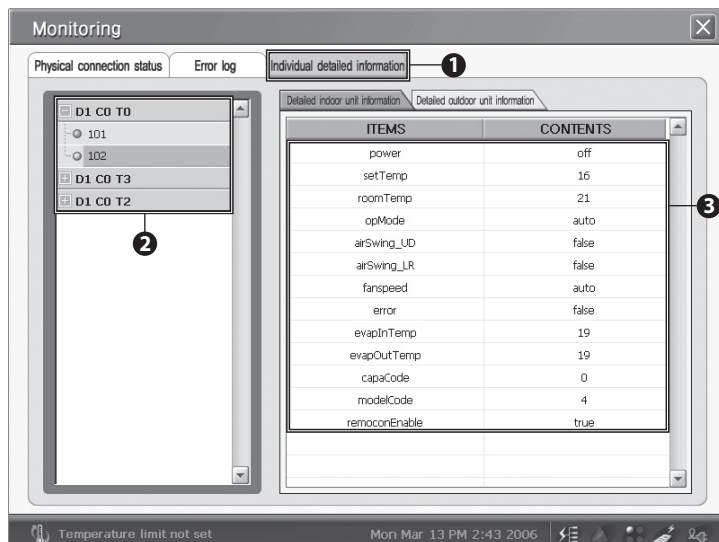 Monitoring
Physical connection status Error log Individual detailed information 1
D1 C0 T0
101
102
D1 C0 T3
D1 C0 T2
2
Detailed indoor unit information Detailed outdoor unit information
ITEMS CONTENTS
power off
setTemp 16
roomTemp 21
opMode auto
airSwing_UD false
airSwing_LR false
fanspeed auto
error false
evapInTemp 19
evapOutTemp 19
capaCode 0
modelCode 4
remoconEnable true
3
Temperature limit not set Mon Mar 13 PM 2:43 2006